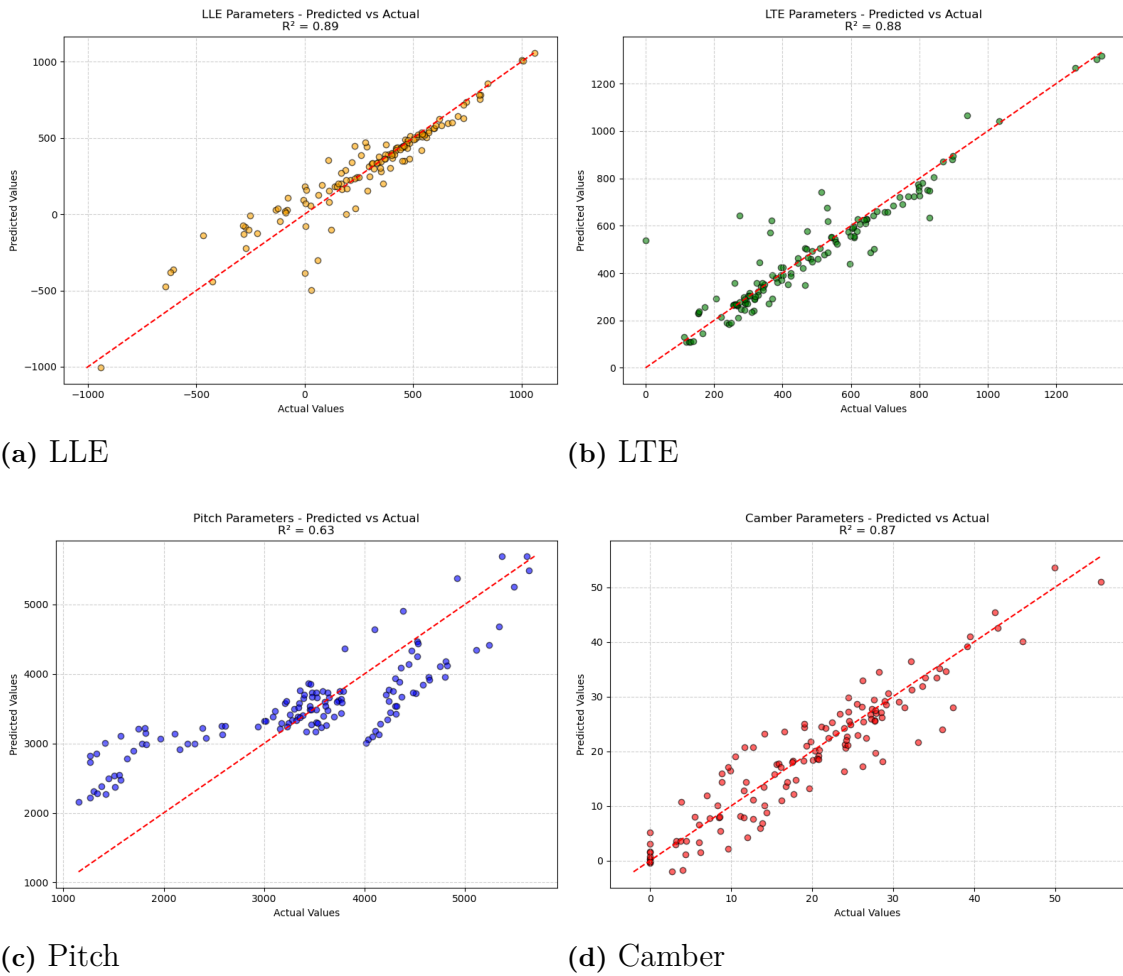 LLE Parameters - Predicted vs Actual
R² = 0.89
1000
500
0
−500
−1000
Predicted Values
−1000 −500 0 500 1000
Actual Values
(a) LLE
LTE Parameters - Predicted vs Actual
R² = 0.88
1200
1000
800
600
400
200
0
Predicted Values
0 200 400 600 800 1000 1200
Actual Values
(b) LTE
Pitch Parameters - Predicted vs Actual
R² = 0.63
5000
4000
3000
2000
1000
Predicted Values
1000 2000 3000 4000 5000
Actual Values
(c) Pitch
Camber Parameters - Predicted vs Actual
R² = 0.87
50
40
30
20
10
0
Predicted Values
0 10 20 30 40 50
Actual Values
(d) Camber